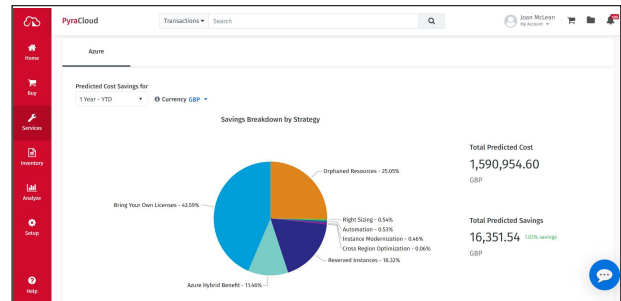 PyraCloud
Transactions
Search
Joan McLean
My Account
Home
Buy
Services
Inventory
Analyze
Setup
Help
Azure
Predicted Cost Savings for
1 Year - YTD
Currency GBP
Savings Breakdown by Strategy
Orphaned Resources - 25.05%
Bring Your Own Licenses - 43.59%
Right Sizing - 0.54%
Automation - 0.53%
Instance Modernization - 0.46%
Cross Region Optimization - 0.06%
Reserved Instances - 18.32%
Azure Hybrid Benefit - 11.46%
Total Predicted Cost
1,590,954.60
GBP
Total Predicted Savings
16,351.54 1.03% savings
GBP